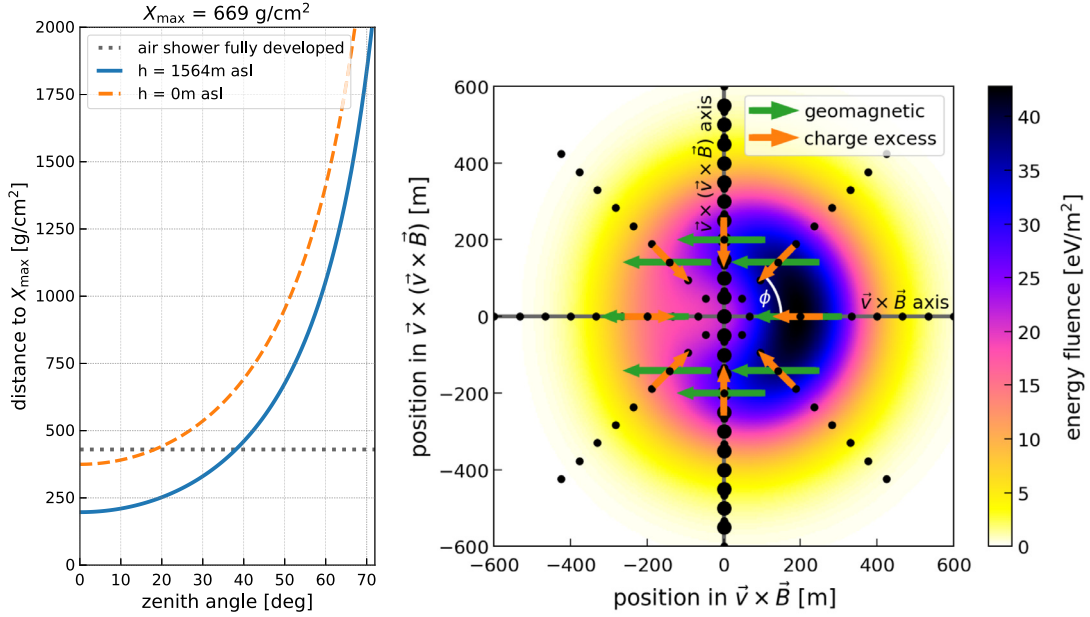 X_max = 669 g/cm²
2000
1750
1500
1250
1000
750
500
250
0
distance to X_max [g/cm²]
air shower fully developed
h = 1564m asl
h = 0m asl
0 10 20 30 40 50 60 70
zenith angle [deg]
600
400
200
0
−200
−400
−600
position in v⃗ × (v⃗ × B⃗) [m]
geomagnetic
charge excess
v⃗ × (v⃗ × B⃗) axis
ϕ
v⃗ × B⃗ axis
−600 −400 −200 0 200 400 600
position in v⃗ × B⃗ [m]
40
35
30
25
20
15
10
5
0
energy fluence [eV/m²]